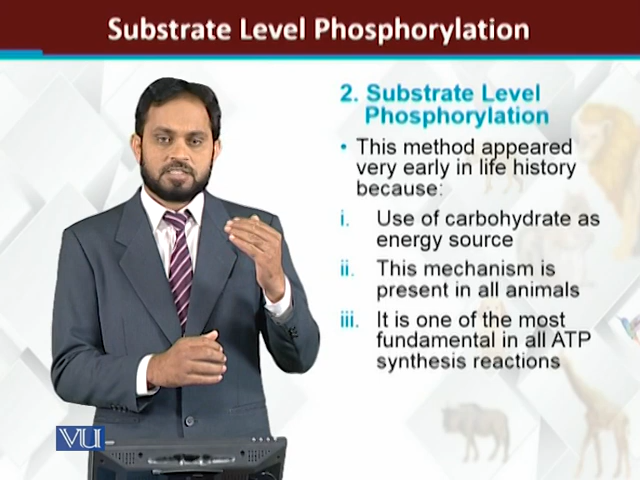 Substrate Level Phosphorylation
2. Substrate Level
Phosphorylation
• This method appeared
very early in life history
because:
i. Use of carbohydrate as
energy source
ii. This mechanism is
present in all animals
iii. It is one of the most
fundamental in all ATP
synthesis reactions
VU